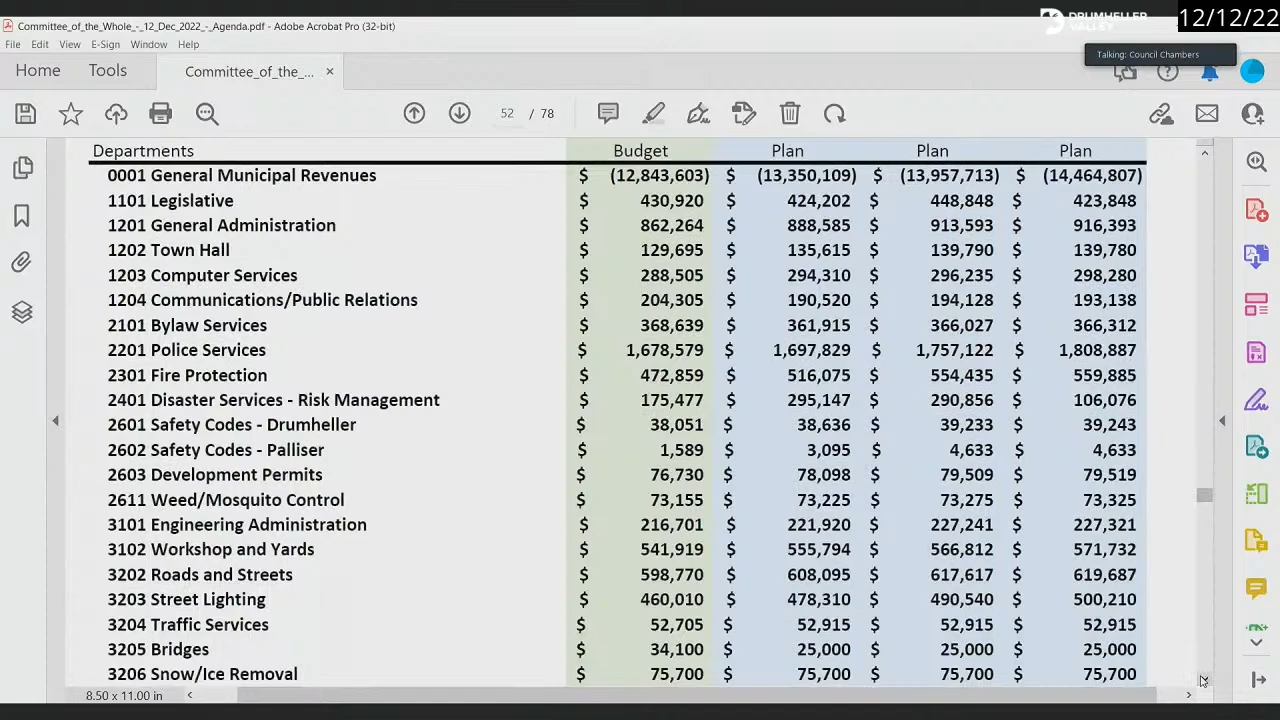 Committee_of_the_Whole_-_12_Dec_2022_-_Agenda.pdf - Adobe Acrobat Pro (32-bit)
DRUMHELLER VALLEY
12/12/22
File Edit View E-Sign Window Help
Talking: Council Chambers
Home Tools Committee_of_the_... ×
52 / 78
Departments Budget Plan Plan Plan
0001 General Municipal Revenues $ (12,843,603) $ (13,350,109) $ (13,957,713) $ (14,464,807)
1101 Legislative $ 430,920 $ 424,202 $ 448,848 $ 423,848
1201 General Administration $ 862,264 $ 888,585 $ 913,593 $ 916,393
1202 Town Hall $ 129,695 $ 135,615 $ 139,790 $ 139,780
1203 Computer Services $ 288,505 $ 294,310 $ 296,235 $ 298,280
1204 Communications/Public Relations $ 204,305 $ 190,520 $ 194,128 $ 193,138
2101 Bylaw Services $ 368,639 $ 361,915 $ 366,027 $ 366,312
2201 Police Services $ 1,678,579 $ 1,697,829 $ 1,757,122 $ 1,808,887
2301 Fire Protection $ 472,859 $ 516,075 $ 554,435 $ 559,885
2401 Disaster Services - Risk Management $ 175,477 $ 295,147 $ 290,856 $ 106,076
2601 Safety Codes - Drumheller $ 38,051 $ 38,636 $ 39,233 $ 39,243
2602 Safety Codes - Palliser $ 1,589 $ 3,095 $ 4,633 $ 4,633
2603 Development Permits $ 76,730 $ 78,098 $ 79,509 $ 79,519
2611 Weed/Mosquito Control $ 73,155 $ 73,225 $ 73,275 $ 73,325
3101 Engineering Administration $ 216,701 $ 221,920 $ 227,241 $ 227,321
3102 Workshop and Yards $ 541,919 $ 555,794 $ 566,812 $ 571,732
3202 Roads and Streets $ 598,770 $ 608,095 $ 617,617 $ 619,687
3203 Street Lighting $ 460,010 $ 478,310 $ 490,540 $ 500,210
3204 Traffic Services $ 52,705 $ 52,915 $ 52,915 $ 52,915
3205 Bridges $ 34,100 $ 25,000 $ 25,000 $ 25,000
3206 Snow/Ice Removal $ 75,700 $ 75,700 $ 75,700 $ 75,700
8.50 x 11.00 in